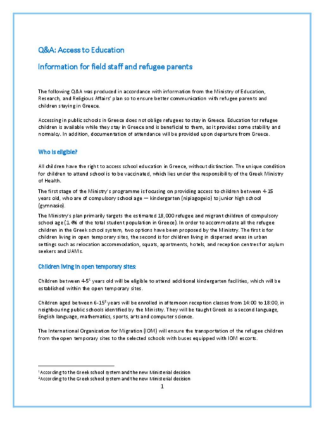 Q&A: Access to Education
Information for field staff and refugee parents
The following Q&A was produced in accordance with information from the Ministry of Education,
Research, and Religious Affairs' plan so to ensure better communication with refugee parents and
children staying in Greece.
Accessing in public schools in Greece does not oblige refugees to stay in Greece. Education for refugee
children is available while they stay in Greece and is beneficial to them, as it provides some stability and
normalcy. In addition, documentation of attendance will be provided upon departure from Greece.
Who is eligible?
All children have the right to access school education in Greece, without distinction. The unique condition
for children to attend school is to be vaccinated, which lies under the responsibility of the Greek Ministry
of Health.
The first stage of the Ministry's programme is focusing on providing access to children between 4-15
years old, who are of compulsory school age — kindergarten (nipiagogeio) to junior high school
(gymnasio).
The Ministry's plan primarily targets the estimated 18,000 refugee and migrant children of compulsory
school age (1.4% of the total student population in Greece). In order to accommodate all the refugee
children in the Greek school system, two options have been proposed by the Ministry. The first is for
children living in open temporary sites, the second is for children living in dispersed areas in urban
settings such as relocation accommodation, squats, apartments, hotels, and reception centres for asylum
seekers and UAMs.
Children living in open temporary sites:
Children between 4-5¹ years old will be eligible to attend additional kindergarten facilities, which will be
established within the open temporary sites.
Children aged between 6-15² years will be enrolled in afternoon reception classes from 14:00 to 18:00, in
neighbouring public schools identified by the Ministry. They will be taught Greek as a second language,
English language, mathematics, sports, arts and computer science.
The International Organization for Migration (IOM) will ensure the transportation of the refugee children
from the open temporary sites to the selected schools with buses equipped with IOM escorts.
¹ According to the Greek school system and the new Ministerial decision
² According to the Greek school system and the new Ministerial decision
1